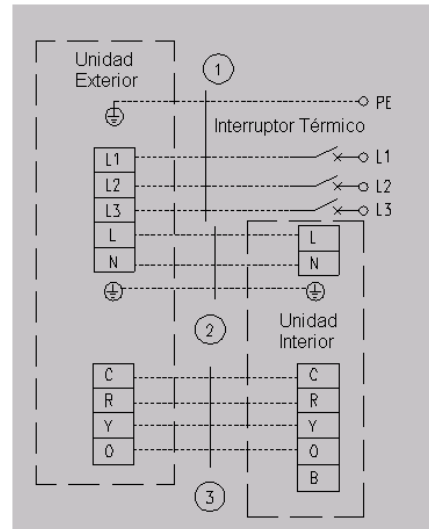 Unidad
Exterior
1
PE
Interruptor Térmico
L1 L1
L2 L2
L3 L3
L L
N N
2
Unidad
Interior
C C
R R
Y Y
O O
B
3